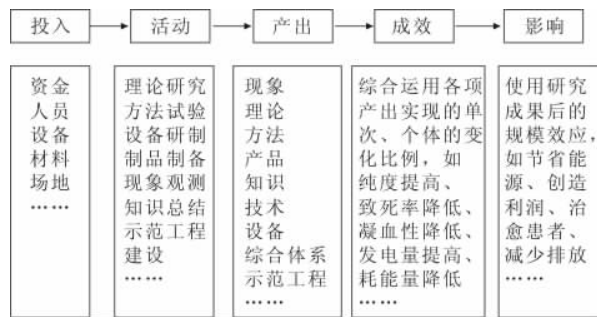 投入
活动
产出
成效
影响
资金
人员
设备
材料
场地
……
理论研究
方法试验
设备研制
制品制备
现象观测
知识总结
示范工程
建设
……
现象
理论
方法
产品
知识
技术
设备
综合体系
示范工程
……
综合运用各项
产出实现的单
次、个体的变
化比例，如
纯度提高、
致死率降低、
凝血性降低、
发电量提高、
耗能量降低
……
使用研究
成果后的
规模效应，
如节省能
源、创造
利润、治
愈患者、
减少排放
……